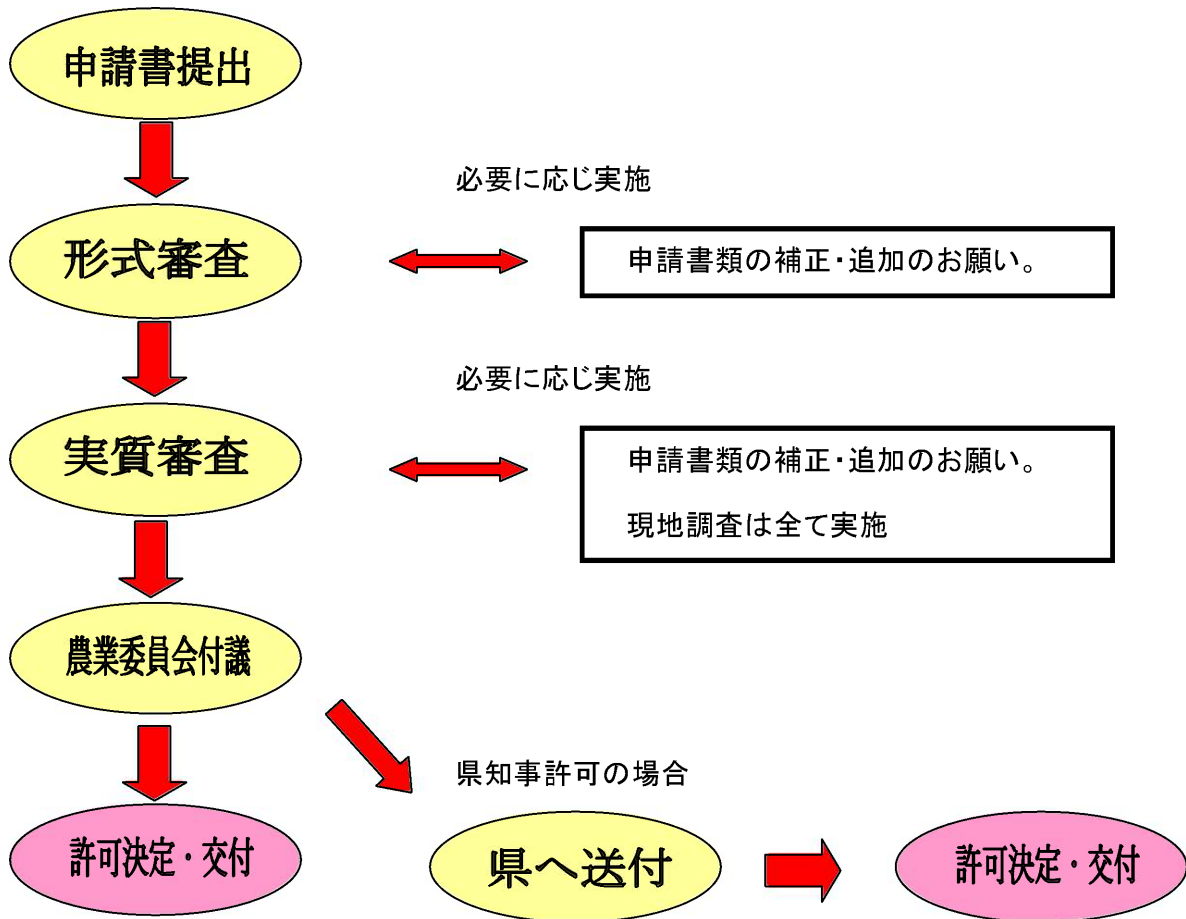 申請書提出
必要に応じ実施
形式審査
申請書類の補正・追加のお願い。
必要に応じ実施
実質審査
申請書類の補正・追加のお願い。
現地調査は全て実施
農業委員会付議
県知事許可の場合
許可決定・交付
県へ送付
許可決定・交付